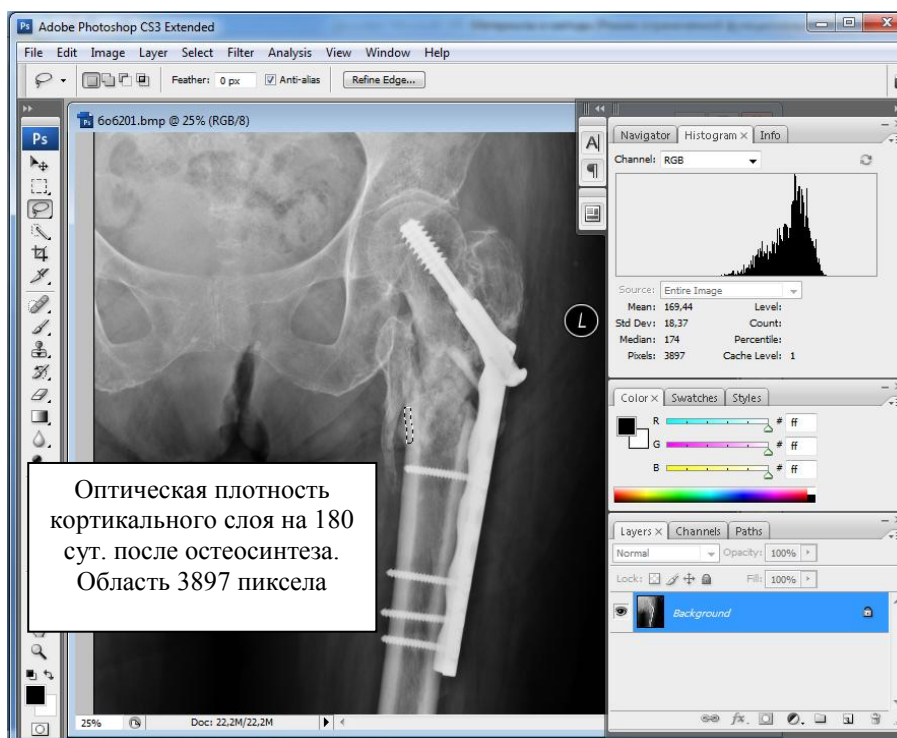 Adobe Photoshop CS3 Extended
File Edit Image Layer Select Filter Analysis View Window Help
Feather: 0 px Anti-alias Refine Edge...
6o6201.bmp @ 25% (RGB/8)
Ps
Navigator Histogram × Info
Channel: RGB
Source: Entire Image
Mean: 169,44 Level:
Std Dev: 18,37 Count:
Median: 174 Percentile:
Pixels: 3897 Cache Level: 1
L
Color × Swatches Styles
R # ff
G # ff
B # ff
Оптическая плотность
кортикального слоя на 180
сут. после остеосинтеза.
Область 3897 пиксела
Layers × Channels Paths
Normal Opacity: 100%
Lock: Fill: 100%
Background
25% Doc: 22,2M/22,2M